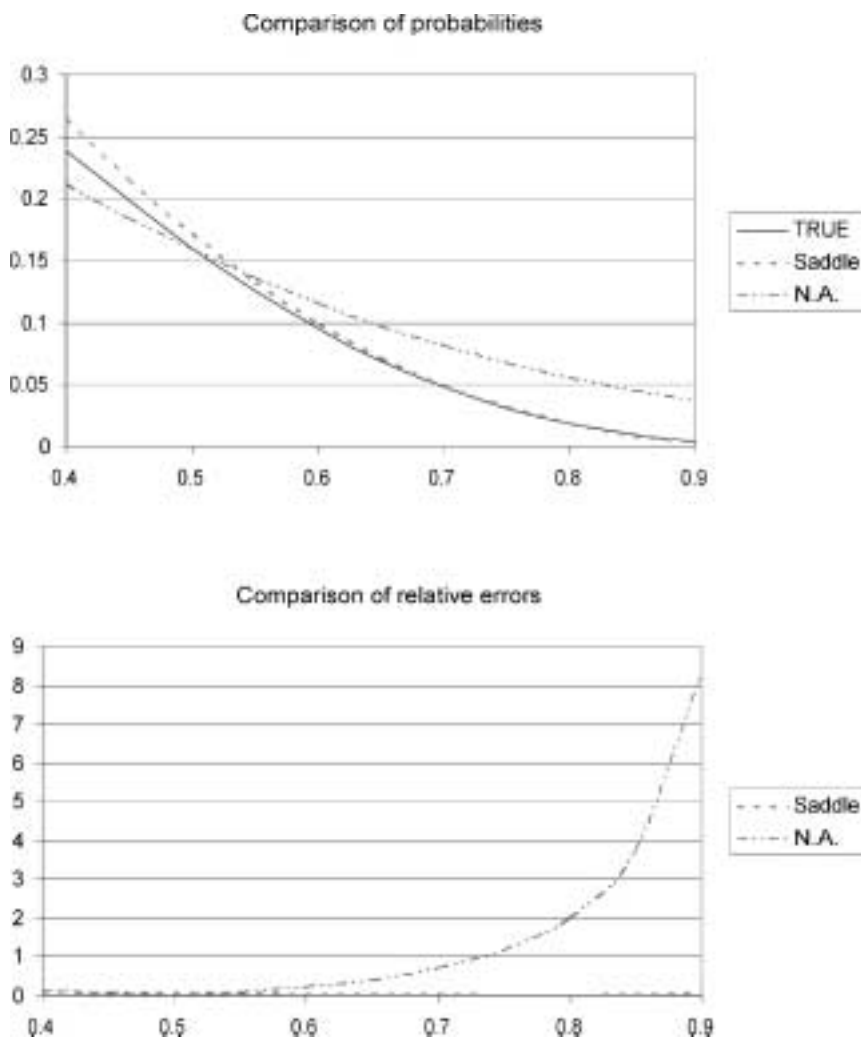 Comparison of probabilities
0.3
0.25
0.2
0.15
0.1
0.05
0
0.4 0.5 0.6 0.7 0.8 0.9
TRUE
Saddle
N.A.
Comparison of relative errors
9
8
7
6
5
4
3
2
1
0
0.4 0.5 0.6 0.7 0.8 0.9
Saddle
N.A.